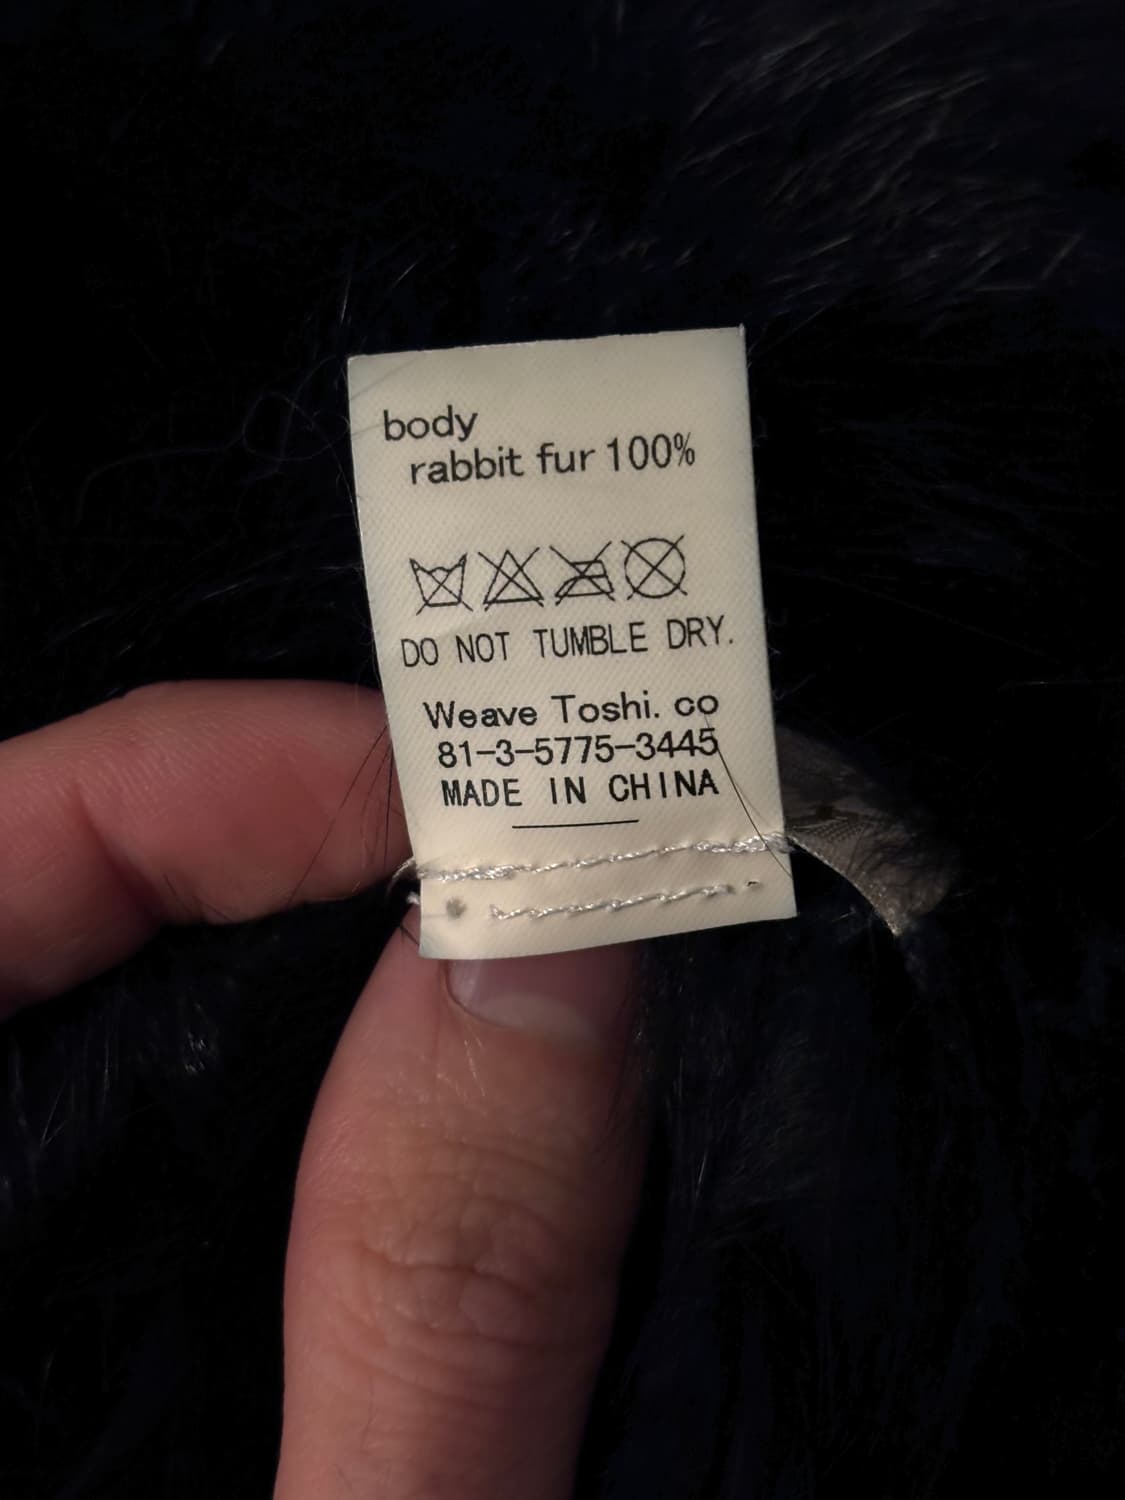 body
rabbit fur 100%
DO NOT TUMBLE DRY.
Weave Toshi. co
81-3-5775-3445
MADE IN CHINA